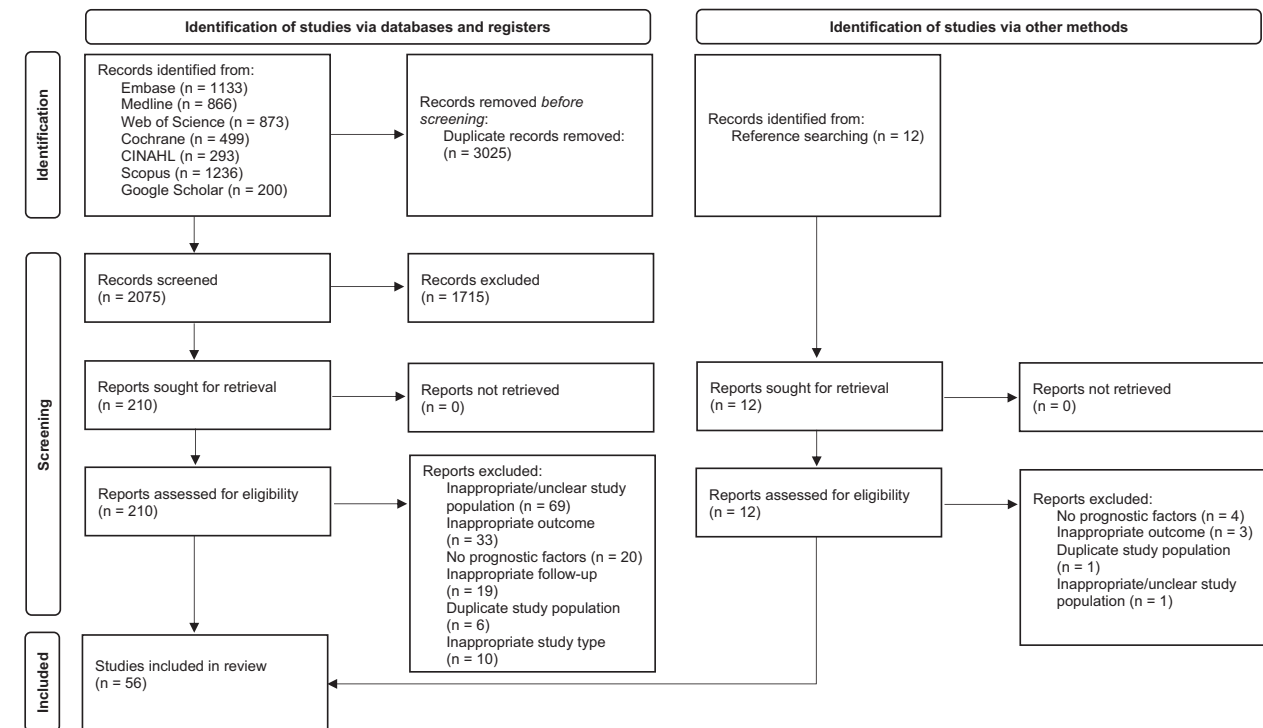 Identification of studies via databases and registers
Identification of studies via other methods
Identification
Records identified from:
Embase (n = 1133)
Medline (n = 866)
Web of Science (n = 873)
Cochrane (n = 499)
CINAHL (n = 293)
Scopus (n = 1236)
Google Scholar (n = 200)
Records removed before
screening:
Duplicate records removed:
(n = 3025)
Records identified from:
Reference searching (n = 12)
Screening
Records screened
(n = 2075)
Records excluded
(n = 1715)
Reports sought for retrieval
(n = 210)
Reports not retrieved
(n = 0)
Reports sought for retrieval
(n = 12)
Reports not retrieved
(n = 0)
Reports assessed for eligibility
(n = 210)
Reports excluded:
Inappropriate/unclear study
population (n = 69)
Inappropriate outcome
(n = 33)
No prognostic factors (n = 20)
Inappropriate follow-up
(n = 19)
Duplicate study population
(n = 6)
Inappropriate study type
(n = 10)
Reports assessed for eligibility
(n = 12)
Reports excluded:
No prognostic factors (n = 4)
Inappropriate outcome (n = 3)
Duplicate study population
(n = 1)
Inappropriate/unclear study
population (n = 1)
Included
Studies included in review
(n = 56)